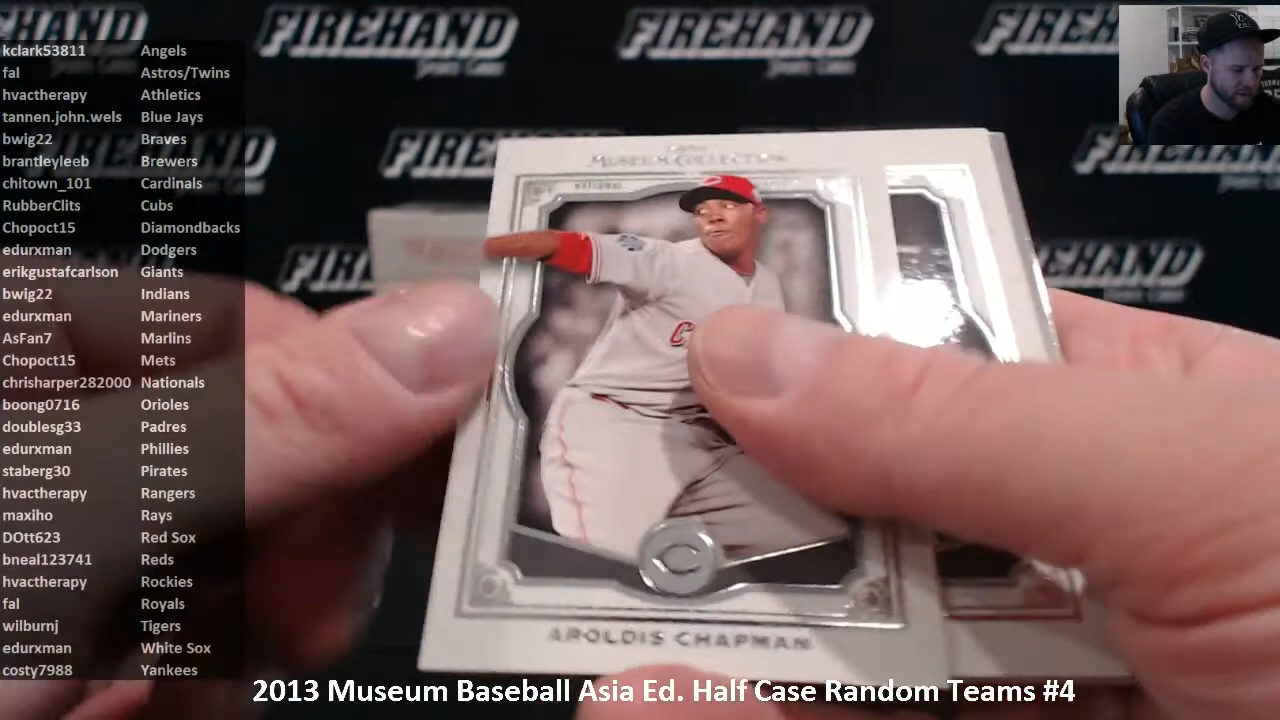 FIREHAND FIREHAND FIREHAND
SPORTS CARDS
kclark53811 Angels
fal Astros/Twins
hvactherapy Athletics
tannen.john.wels Blue Jays
bwig22 Braves
brantleyleeb Brewers
chitown_101 Cardinals
RubberClits Cubs
Chopoct15 Diamondbacks
edurxman Dodgers
erikgustafcarlson Giants
bwig22 Indians
edurxman Mariners
AsFan7 Marlins
Chopoct15 Mets
chrisharper282000 Nationals
boong0716 Orioles
doublesg33 Padres
edurxman Phillies
staberg30 Pirates
hvactherapy Rangers
maxiho Rays
DOtt623 Red Sox
bneal123741 Reds
hvactherapy Rockies
fal Royals
wilburnj Tigers
edurxman White Sox
costy7988 Yankees
FIREHAND
FIREHAND
MUSEUM COLLECTION
NATIONAL
C
C
AROLDIS CHAPMAN
2013 Museum Baseball Asia Ed. Half Case Random Teams #4